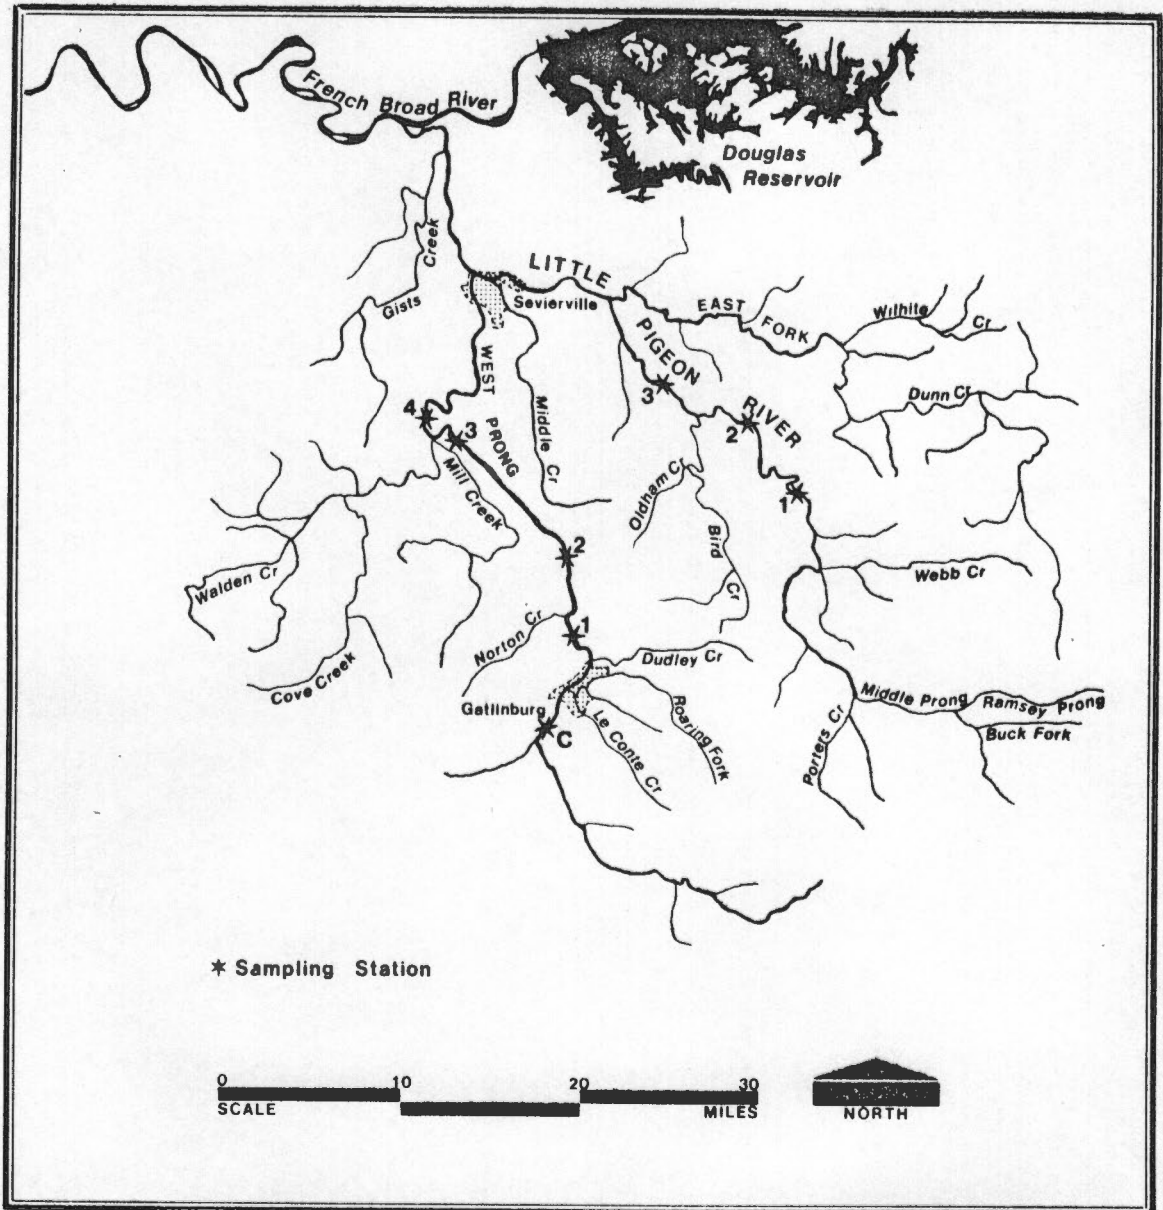 French Broad River
Douglas
Reservoir
Gists Creek
LITTLE
Sevierville
EAST FORK
Wilhite Cr
PIGEON
RIVER
WEST PRONG
Middle Cr
Dunn Cr
4
3
3
2
1
Mill Creek
Oldham Cr
Bird Cr
2
Webb Cr
Walden Cr
Norton Cr
1
Cove Creek
Dudley Cr
Gatlinburg
C
Le Conte Cr
Roaring Fork
Porters Cr
Middle Prong
Ramsey Prong
Buck Fork
* Sampling Station
0 10 20 30
SCALE MILES
NORTH